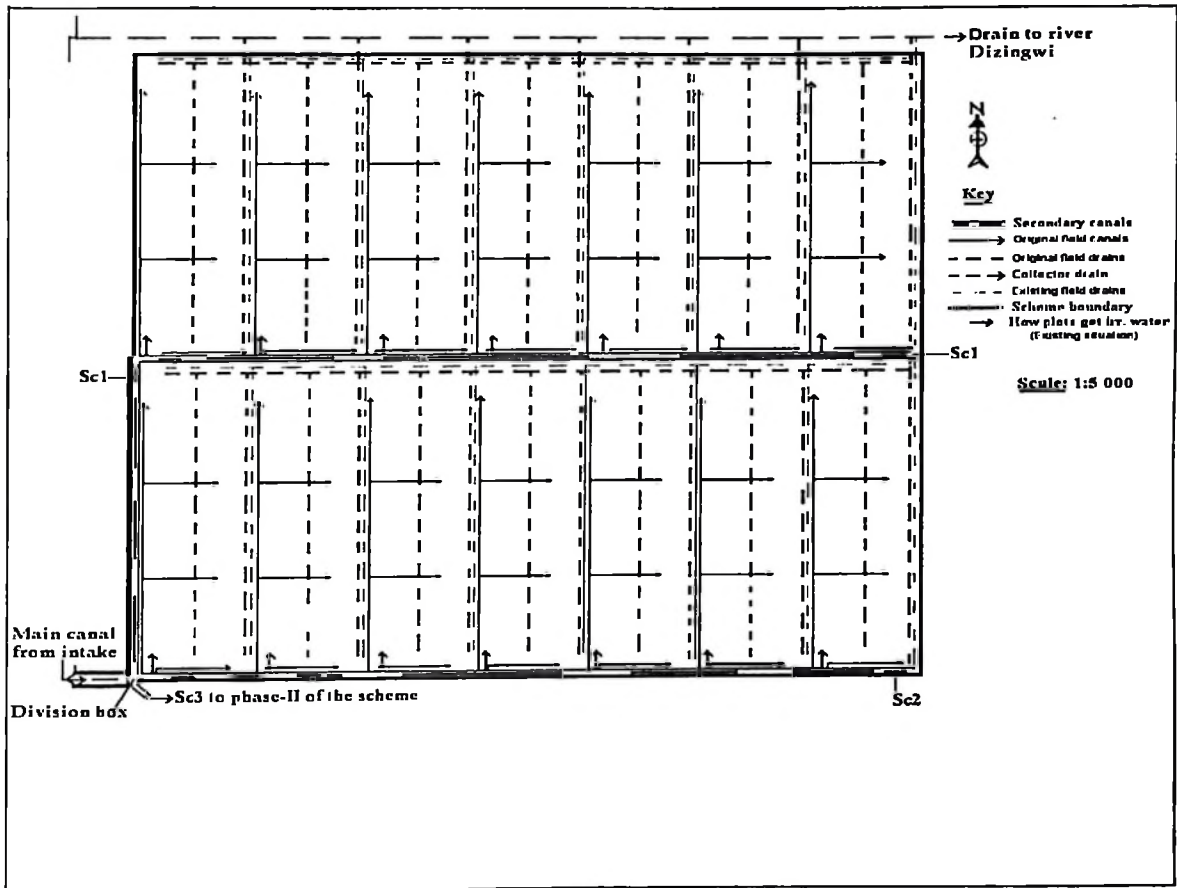 Drain to river
Dizingwi
N
Key
Secondary canals
Original field canals
Original field drains
Collector drain
Existing field drains
Scheme boundary
How plots get irr. water
(Existing situation)
Sc1
Sc1
Scale: 1:5 000
Main canal
from intake
Sc3 to phase-II of the scheme
Division box
Sc2